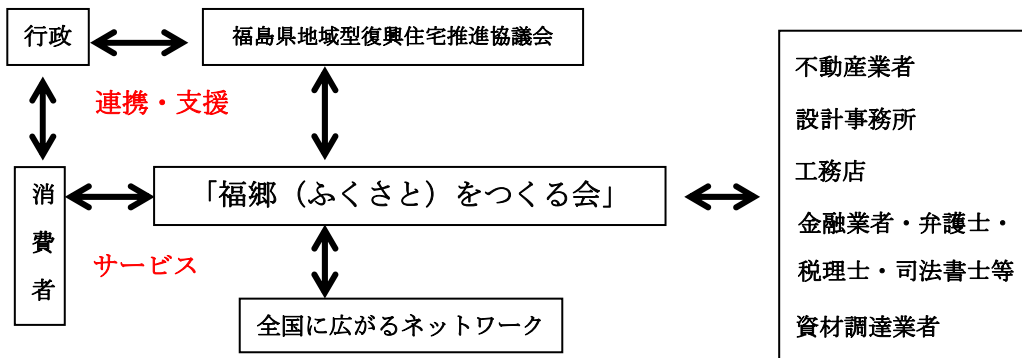 行政
福島県地域型復興住宅推進協議会
連携・支援
消費者
「福郷（ふくさと）をつくる会」
サービス
全国に広がるネットワーク
不動産業者
設計事務所
工務店
金融業者・弁護士・
税理士・司法書士等
資材調達業者